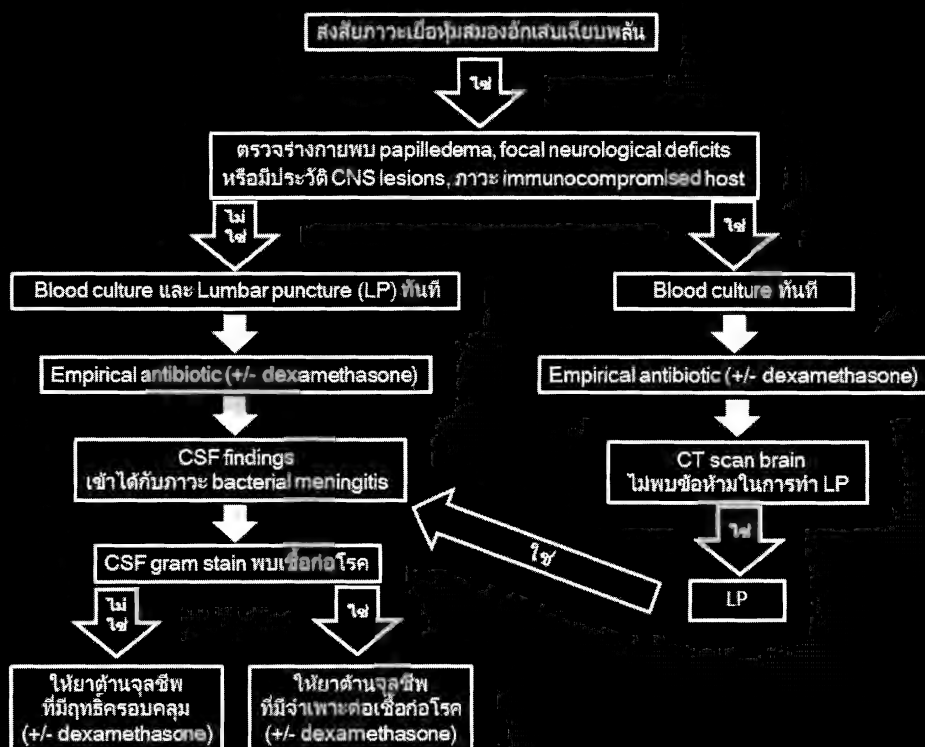 สงสัยภาวะเยื่อหุ้มสมองอักเสบเฉียบพลัน
ใช่
ตรวจร่างกายพบ papilledema, focal neurological deficits
หรือมีประวัติ CNS lesions, ภาวะ immunocompromised host
ไม่
ใช่
ใช่
Blood culture และ Lumbar puncture (LP) ทันที
Blood culture ทันที
Empirical antibiotic (+/- dexamethasone)
Empirical antibiotic (+/- dexamethasone)
CSF findings
เข้าได้กับภาวะ bacterial meningitis
CT scan brain
ไม่พบข้อห้ามในการทำ LP
ใช่
ใช่
LP
CSF gram stain พบเชื้อก่อโรค
ไม่
ใช่
ใช่
ให้ยาต้านจุลชีพ
ที่มีฤทธิ์ครอบคลุม
(+/- dexamethasone)
ให้ยาต้านจุลชีพ
ที่มีจำเพาะต่อเชื้อก่อโรค
(+/- dexamethasone)